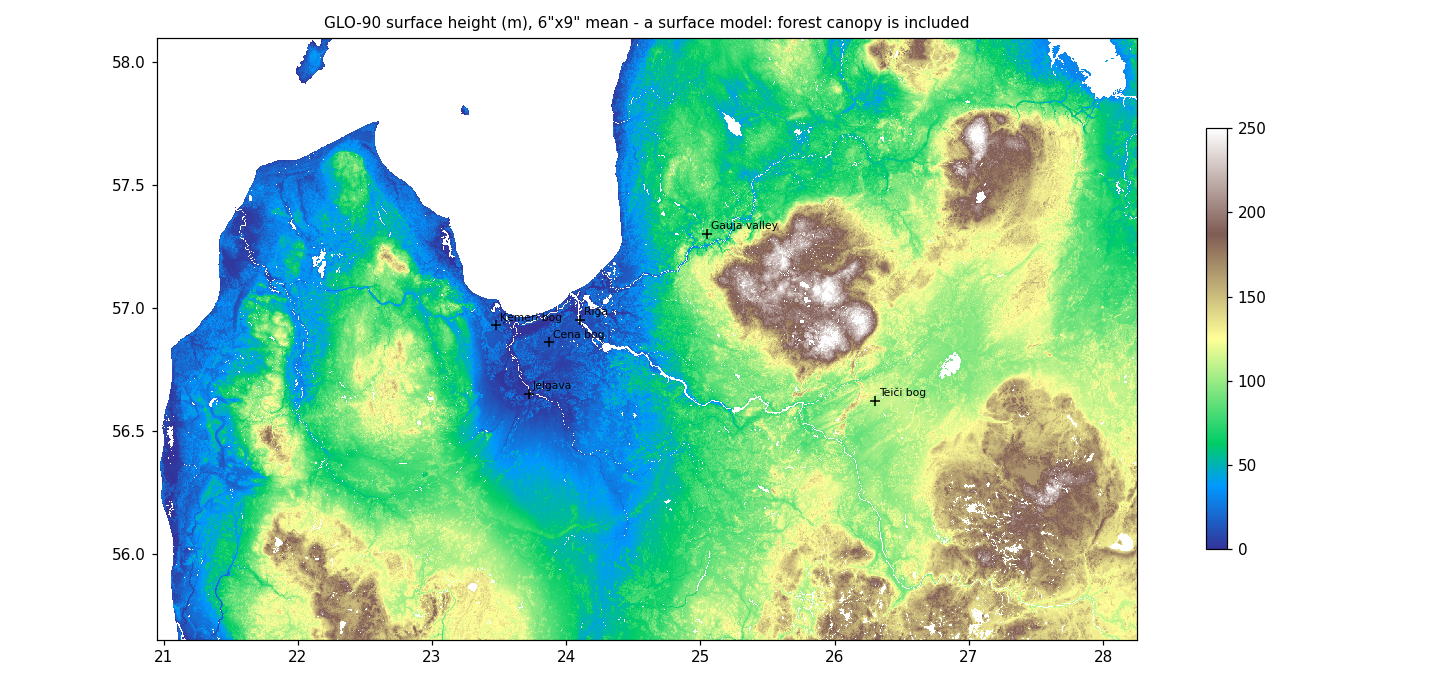 GLO-90 surface height (m), 6"x9" mean - a surface model: forest canopy is included
58.0
57.5
57.0
56.5
56.0
21
22
23
24
25
26
27
28
Gauja valley
Ķemeri bog
Rīga
Cena bog
Jelgava
Teiči bog
250
200
150
100
50
0